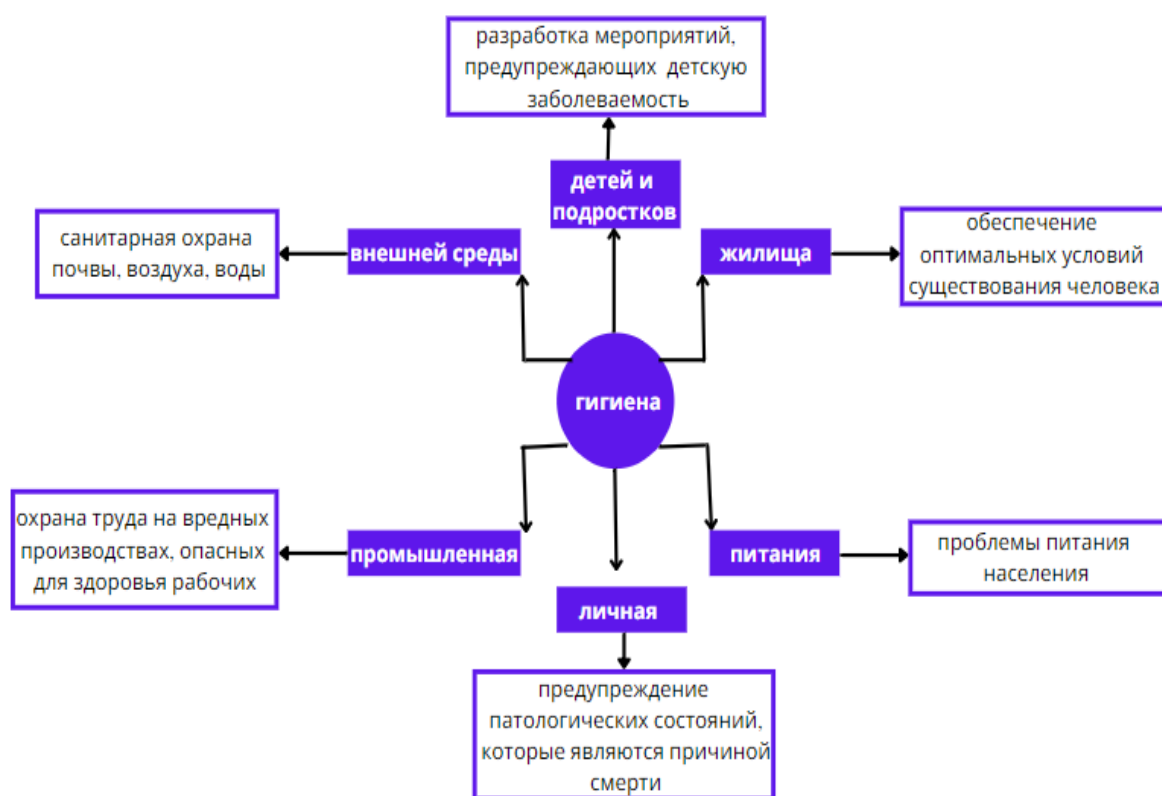 разработка мероприятий,
предупреждающих детскую
заболеваемость
детей и
подростков
санитарная охрана
почвы, воздуха, воды
внешней среды
жилища
обеспечение
оптимальных условий
существования человека
гигиена
охрана труда на вредных
производствах, опасных
для здоровья рабочих
промышленная
питания
проблемы питания
населения
личная
предупреждение
патологических состояний,
которые являются причиной
смерти